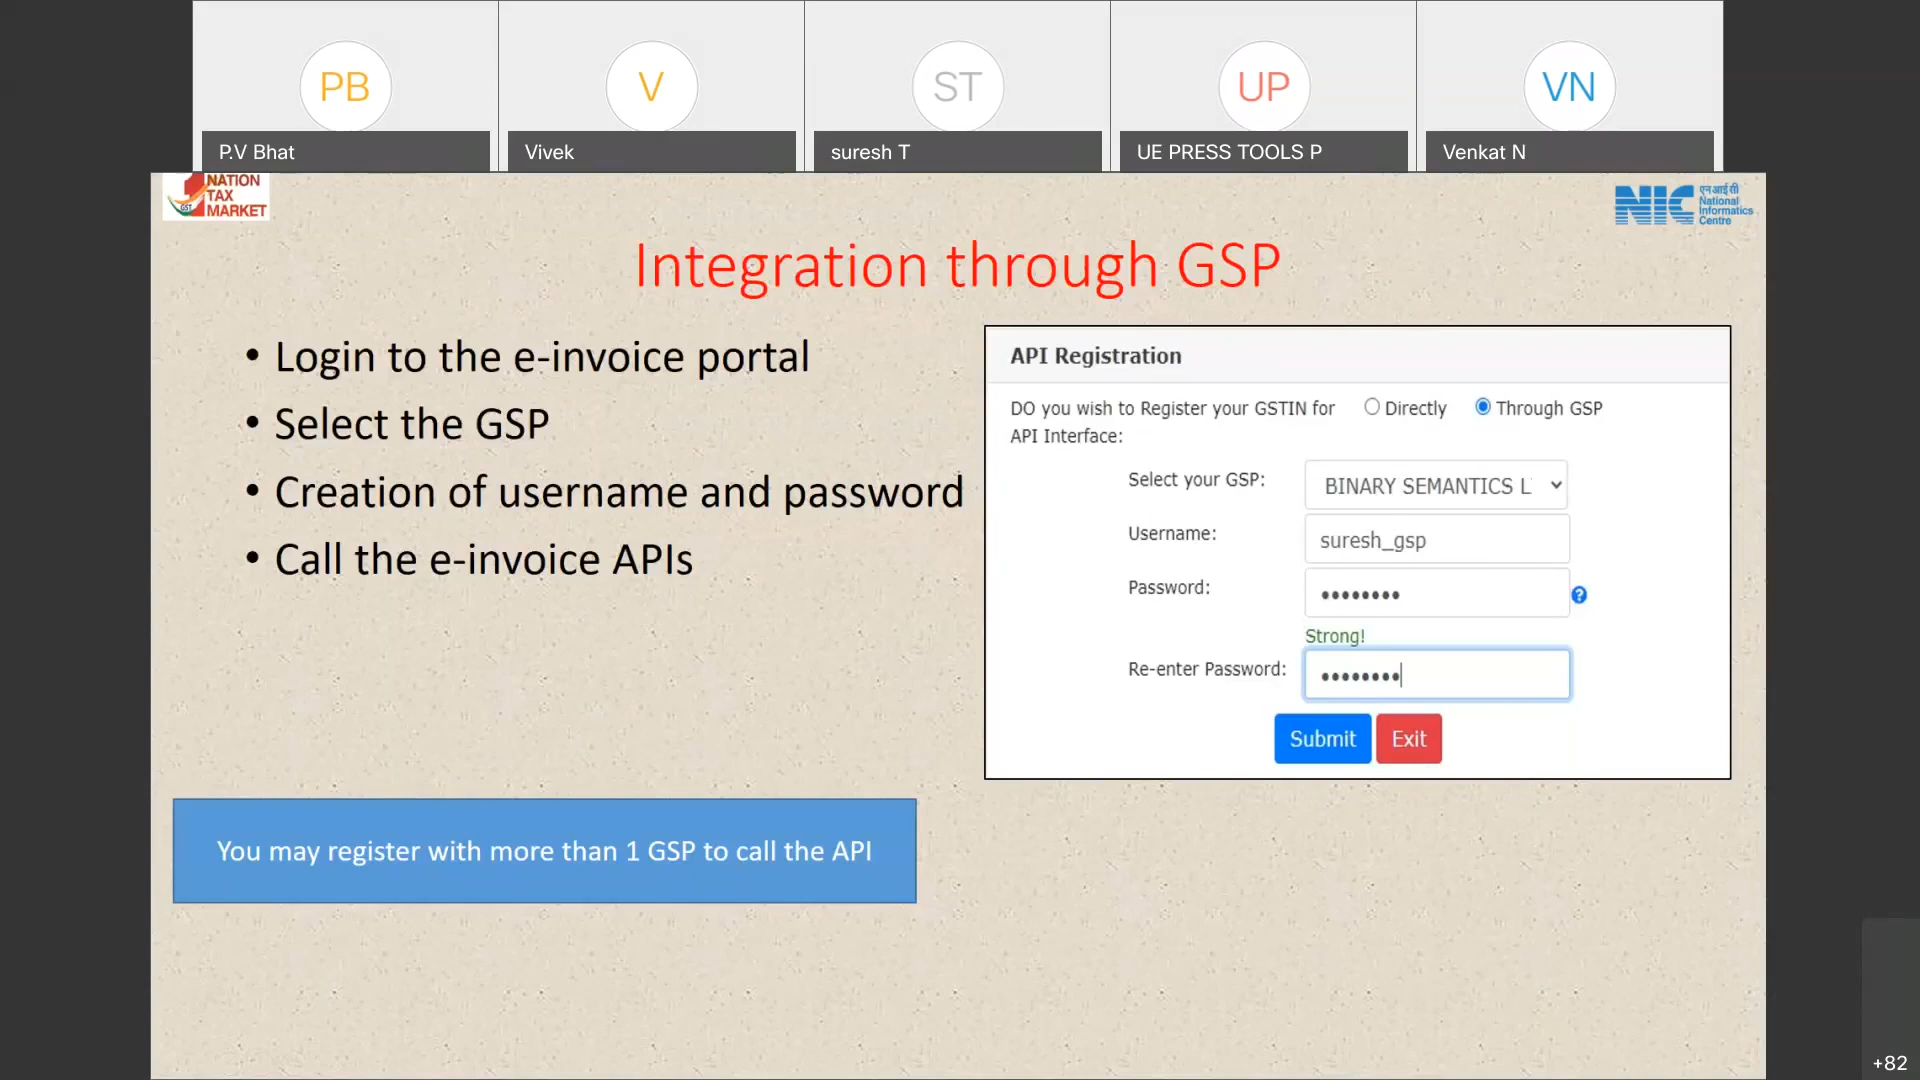 PB
V
ST
UP
VN
P.V Bhat
Vivek
suresh T
UE PRESS TOOLS P
Venkat N
NATION
TAX
MARKET
GST
NIC
एन आई सी
National
Informatics
Centre
Integration through GSP
• Login to the e-invoice portal
• Select the GSP
• Creation of username and password
• Call the e-invoice APIs
API Registration
DO you wish to Register your GSTIN for API Interface:
Directly
Through GSP
Select your GSP:
BINARY SEMANTICS L
Username:
suresh_gsp
Password:
••••••••
Strong!
Re-enter Password:
••••••••
Submit
Exit
You may register with more than 1 GSP to call the API
+82